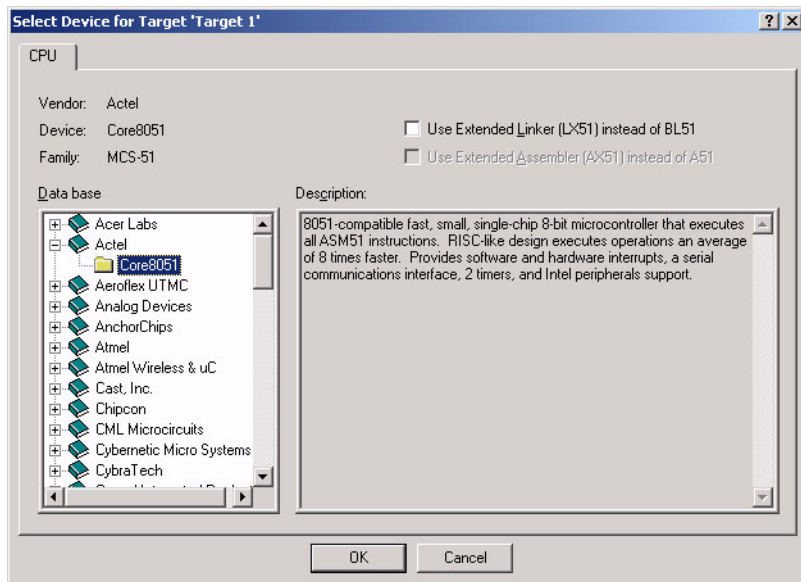 Select Device for Target 'Target 1'
CPU
Vendor: Actel
Device: Core8051
Use Extended Linker (LX51) instead of BL51
Family: MCS-51
Use Extended Assembler (AX51) instead of A51
Data base
Description:
Acer Labs
Actel
Core8051
Aeroflex UTMC
Analog Devices
AnchorChips
Atmel
Atmel Wireless & uC
Cast, Inc.
Chipcon
CML Microcircuits
Cybernetic Micro Systems
CybraTech
8051-compatible fast, small, single-chip 8-bit microcontroller that executes
all ASM51 instructions. RISC-like design executes operations an average
of 8 times faster. Provides software and hardware interrupts, a serial
communications interface, 2 timers, and Intel peripherals support.
OK
Cancel